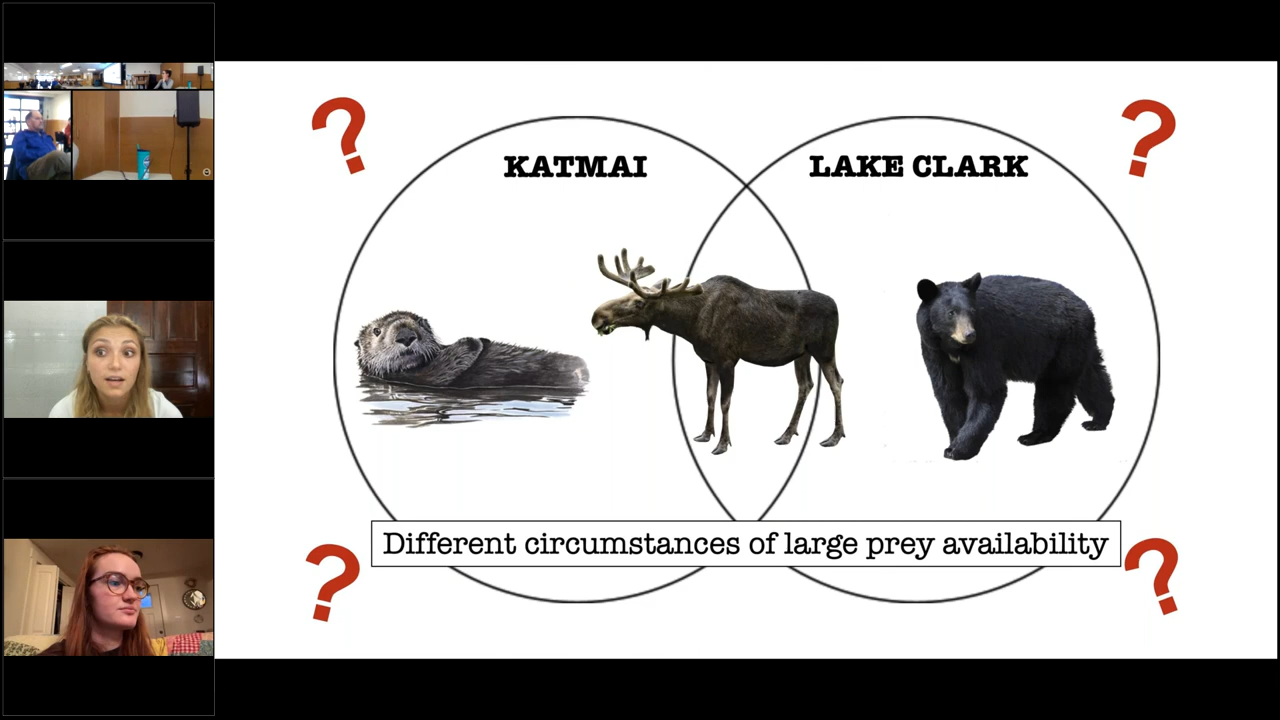 KATMAI
LAKE CLARK
?
?
Different circumstances of large prey availability
?
?